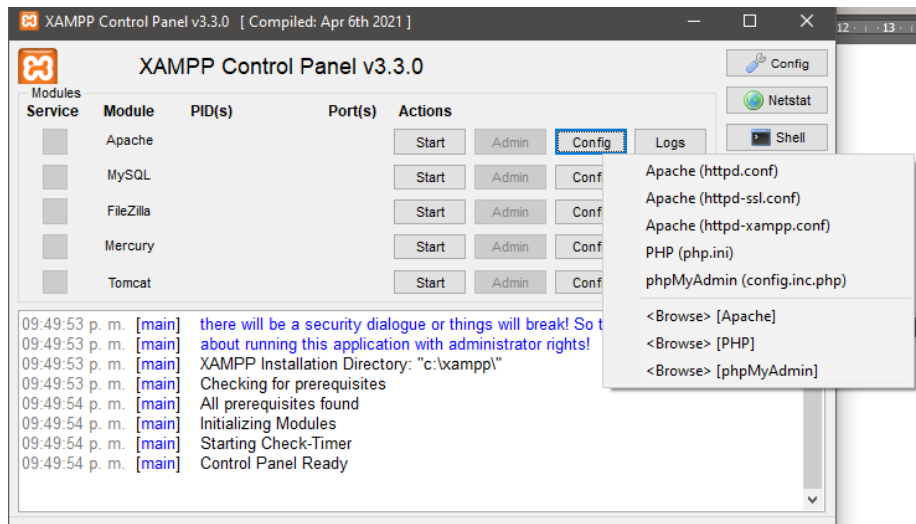 XAMPP Control Panel v3.3.0 [ Compiled: Apr 6th 2021 ]
12 · 13
XAMPP Control Panel v3.3.0
Config
Modules
Netstat
Service Module PID(s) Port(s) Actions
Shell
Apache Start Admin Config Logs
MySQL Start Admin Conf
FileZilla Start Admin Conf
Mercury Start Admin Conf
Tomcat Start Admin Conf
Apache (httpd.conf)
Apache (httpd-ssl.conf)
Apache (httpd-xampp.conf)
PHP (php.ini)
phpMyAdmin (config.inc.php)
<Browse> [Apache]
<Browse> [PHP]
<Browse> [phpMyAdmin]
09:49:53 p. m. [main] there will be a security dialogue or things will break! So t
09:49:53 p. m. [main] about running this application with administrator rights!
09:49:53 p. m. [main] XAMPP Installation Directory: "c:\xampp\"
09:49:53 p. m. [main] Checking for prerequisites
09:49:54 p. m. [main] All prerequisites found
09:49:54 p. m. [main] Initializing Modules
09:49:54 p. m. [main] Starting Check-Timer
09:49:54 p. m. [main] Control Panel Ready